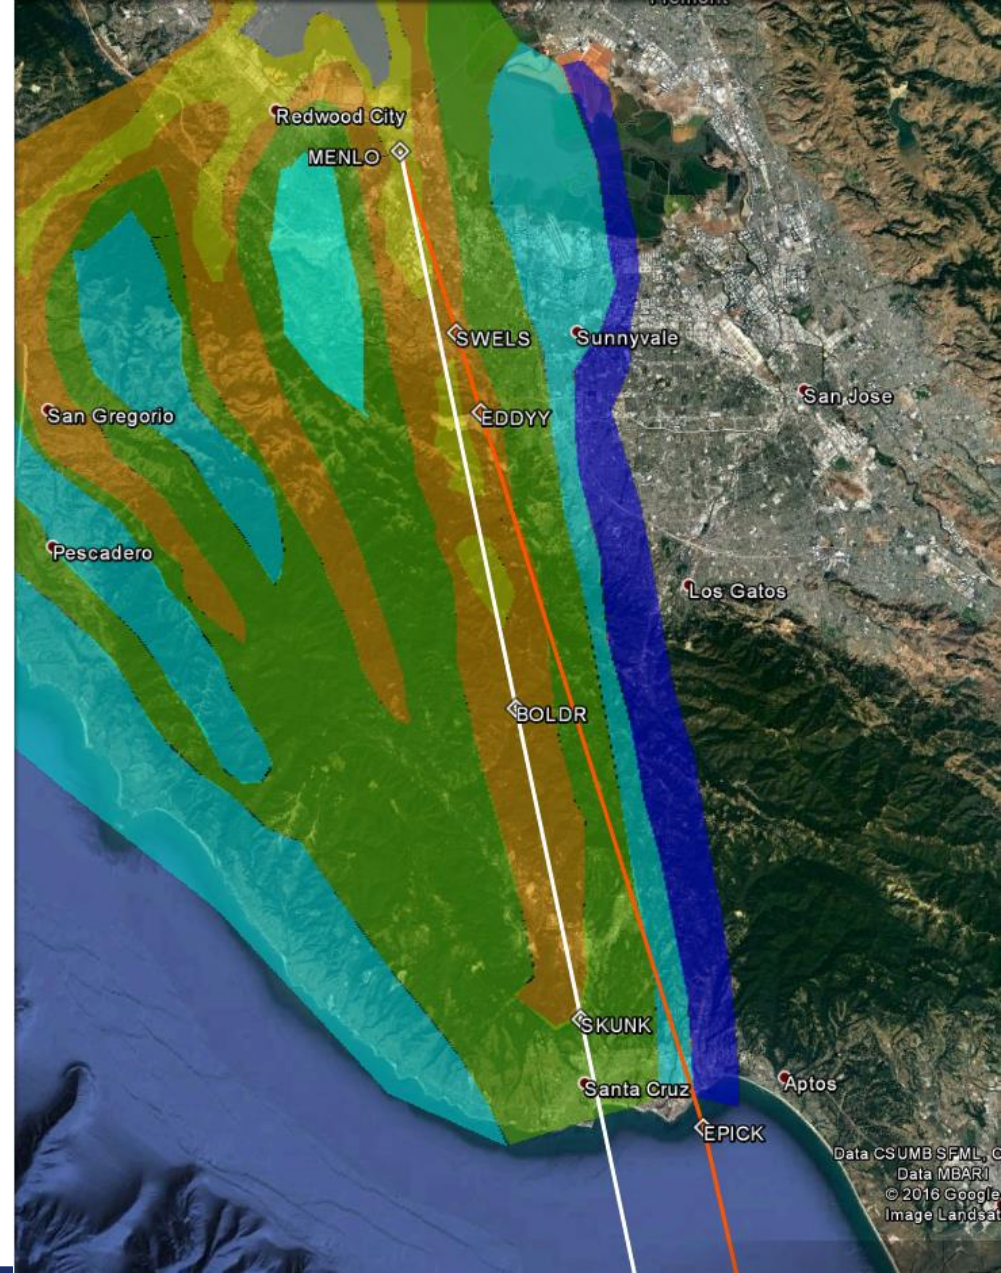 Redwood City
MENLO
SWELS
Sunnyvale
San Jose
San Gregorio
EDDYY
Pescadero
Los Gatos
BOLDR
SKUNK
Santa Cruz
Aptos
EPICK
Data CSUMB SFML,
Data MBARI
© 2016 Google
Image Landsat